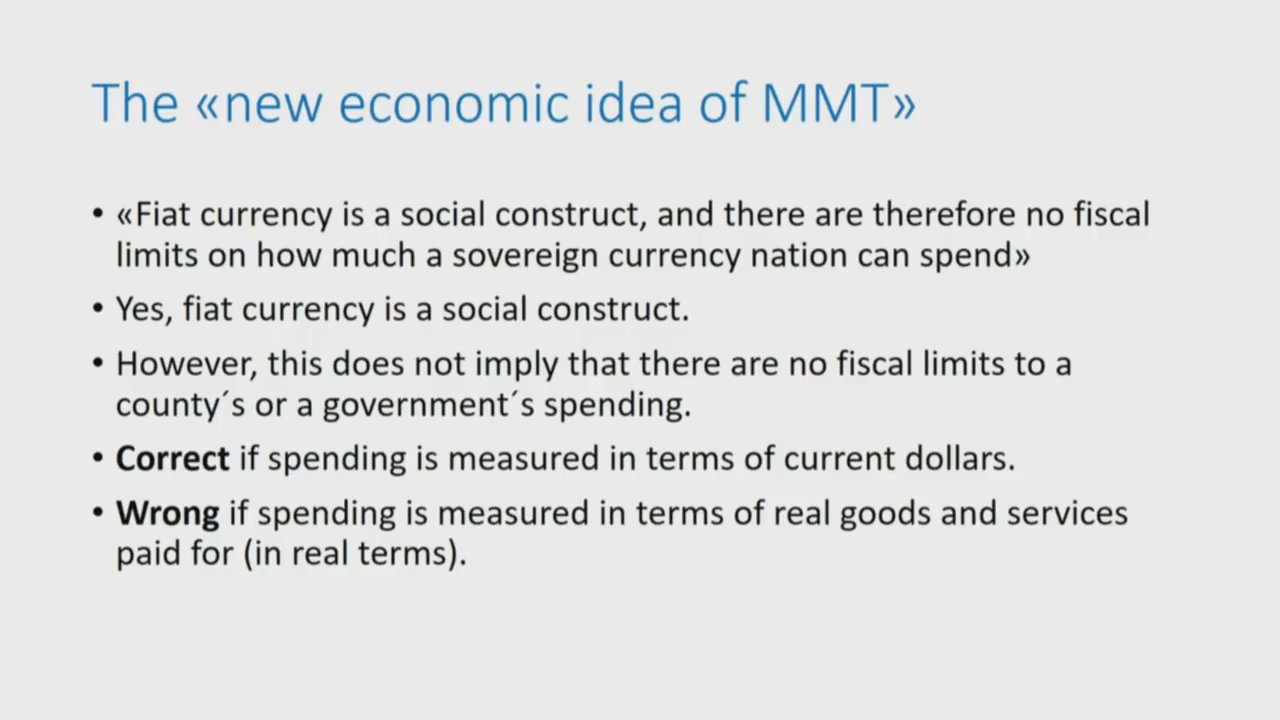 The «new economic idea of MMT»
• «Fiat currency is a social construct, and there are therefore no fiscal
limits on how much a sovereign currency nation can spend»
• Yes, fiat currency is a social construct.
• However, this does not imply that there are no fiscal limits to a
county´s or a government´s spending.
• Correct if spending is measured in terms of current dollars.
• Wrong if spending is measured in terms of real goods and services
paid for (in real terms).